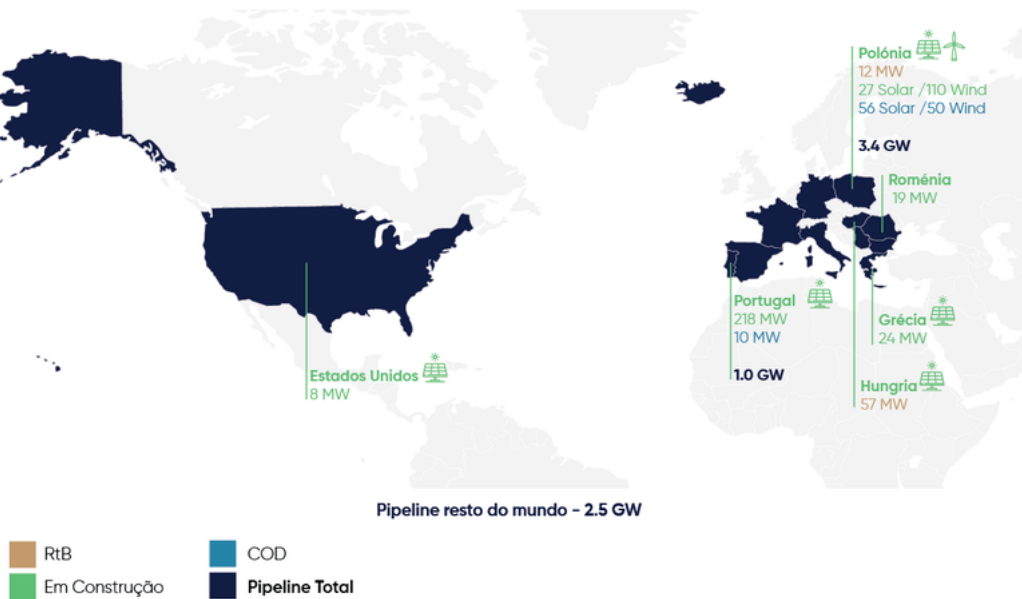 Polónia
12 MW
27 Solar /110 Wind
56 Solar /50 Wind
3.4 GW
Roménia
19 MW
Portugal
218 MW
10 MW
1.0 GW
Grécia
24 MW
Hungria
57 MW
Estados Unidos
8 MW
Pipeline resto do mundo - 2.5 GW
RtB
COD
Em Construção
Pipeline Total